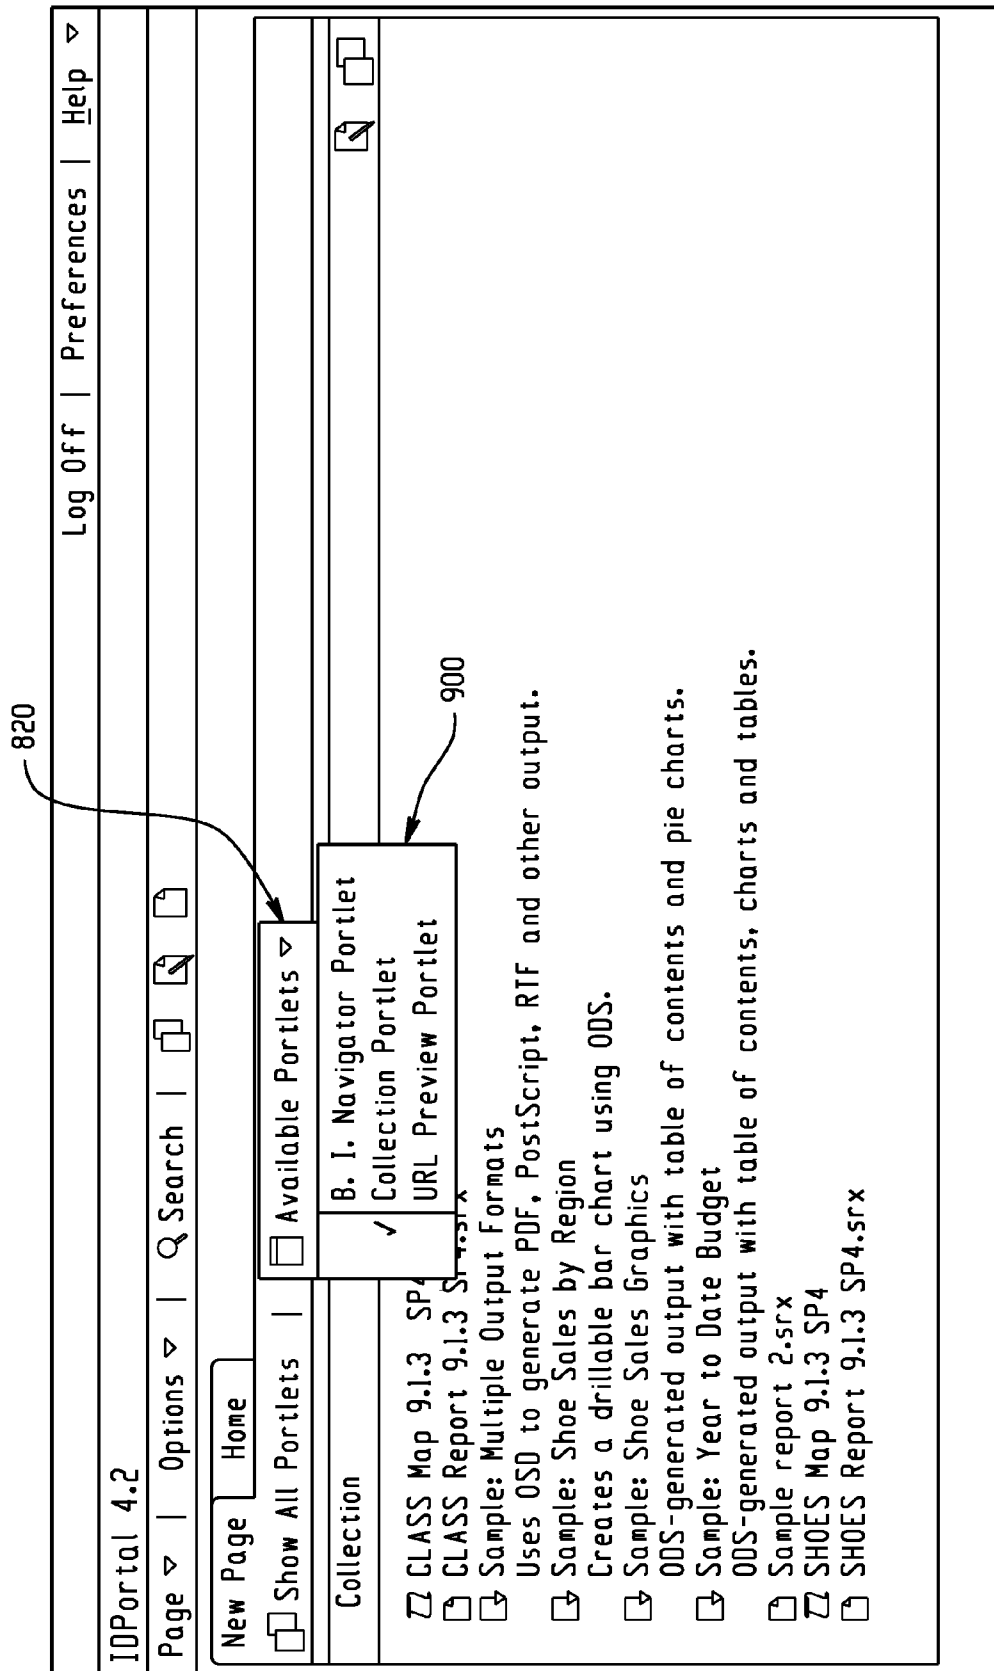 820
Log Off | Preferences | Help
IDPortal 4.2
Page | Options | Search |
New Page Home
Show All Portlets | Available Portlets
B. I. Navigator Portlet
✓ Collection Portlet
URL Preview Portlet
900
Collection
CLASS Map 9.1.3 SP4
CLASS Report 9.1.3 SP4.srx
Sample: Multiple Output Formats
Uses OSD to generate PDF, PostScript, RTF and other output.
Sample: Shoe Sales by Region
Creates a drillable bar chart using ODS.
Sample: Shoe Sales Graphics
ODS-generated output with table of contents and pie charts.
Sample: Year to Date Budget
ODS-generated output with table of contents, charts and tables.
Sample report 2.srx
SHOES Map 9.1.3 SP4
SHOES Report 9.1.3 SP4.srx